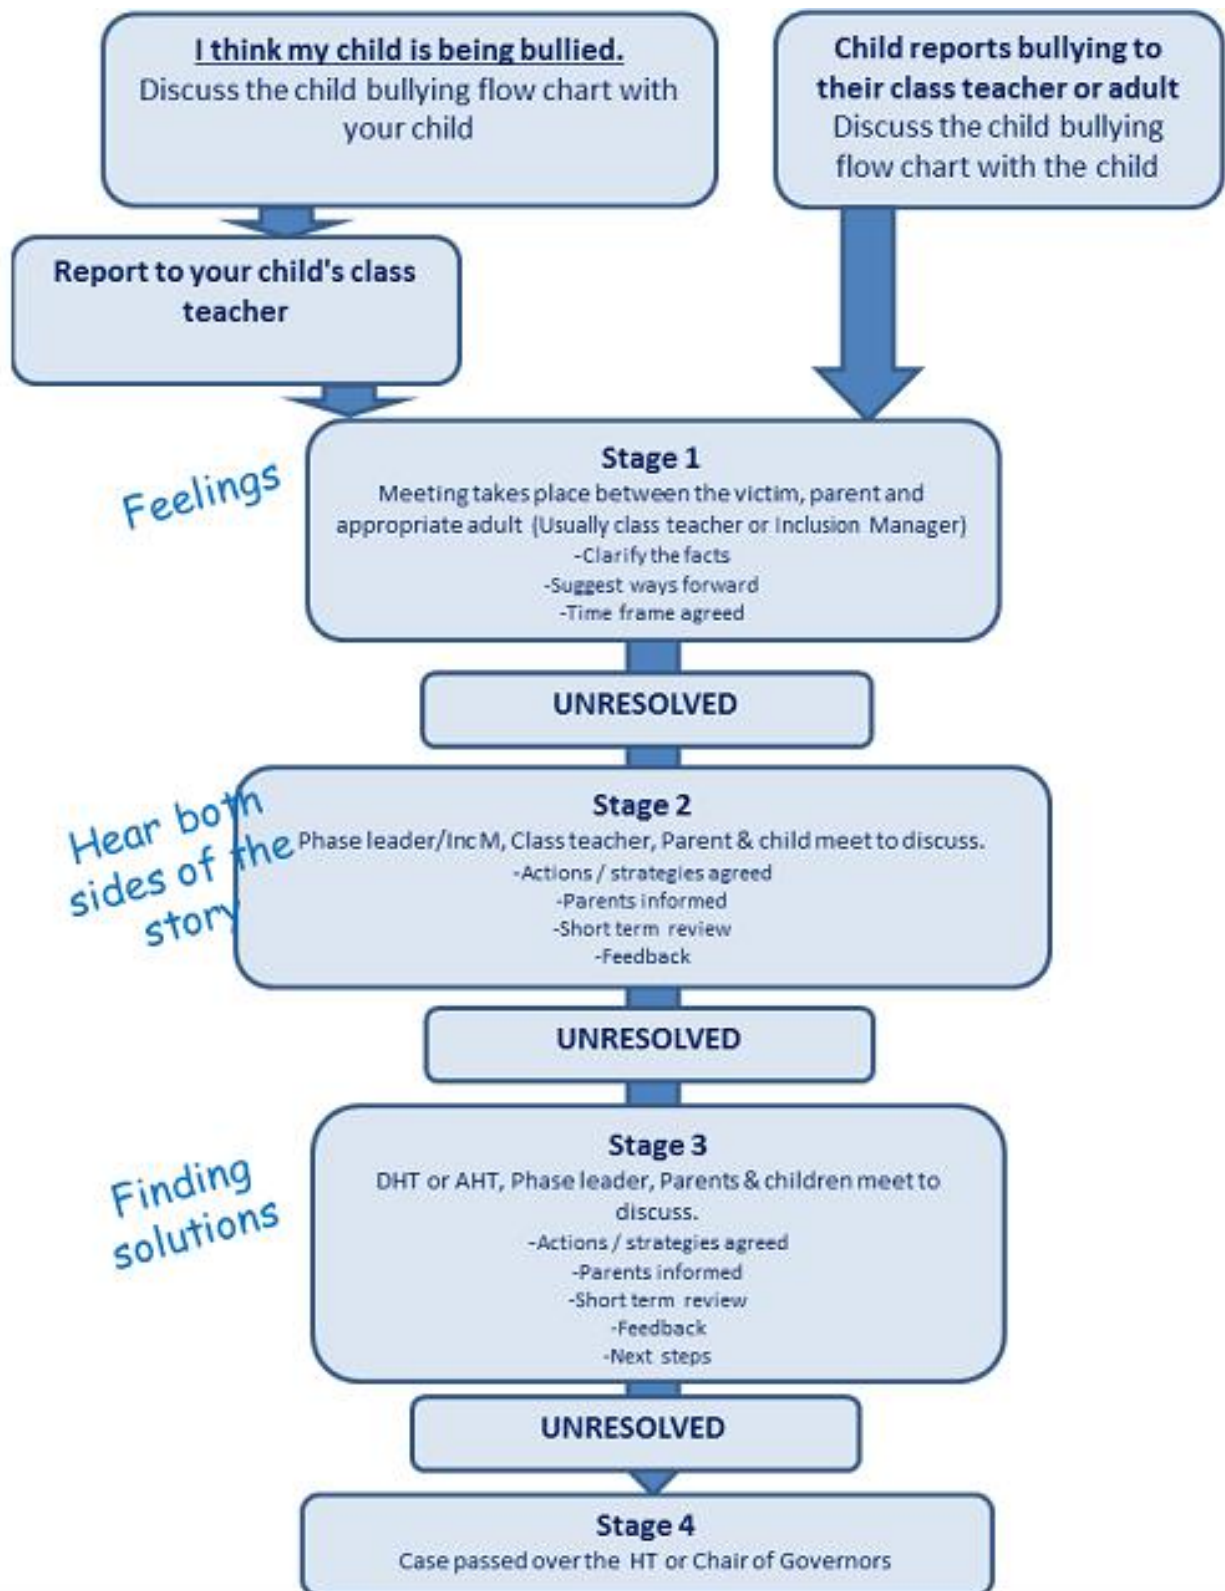 I think my child is being bullied.
Discuss the child bullying flow chart with
your child
Child reports bullying to
their class teacher or adult
Discuss the child bullying
flow chart with the child
Report to your child's class
teacher
Feelings
Stage 1
Meeting takes place between the victim, parent and
appropriate adult (Usually class teacher or Inclusion Manager)
-Clarify the facts
-Suggest ways forward
-Time frame agreed
UNRESOLVED
Hear both
sides of the
story
Stage 2
Phase leader/Inc M, Class teacher, Parent & child meet to discuss.
-Actions / strategies agreed
-Parents informed
-Short term review
-Feedback
UNRESOLVED
Finding
solutions
Stage 3
DHT or AHT, Phase leader, Parents & children meet to
discuss.
-Actions / strategies agreed
-Parents informed
-Short term review
-Feedback
-Next steps
UNRESOLVED
Stage 4
Case passed over the HT or Chair of Governors